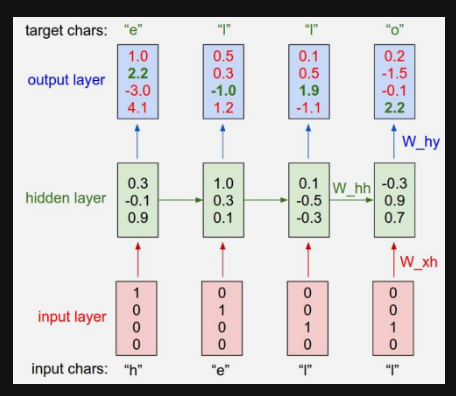 target chars: "e" "l" "l" "o"
output layer
1.0 0.5 0.1 0.2
2.2 0.3 0.5 -1.5
-3.0 -1.0 1.9 -0.1
4.1 1.2 -1.1 2.2
W_hy
hidden layer
0.3 1.0 0.1 -0.3
-0.1 0.3 -0.5 0.9
0.9 0.1 -0.3 0.7
W_hh
W_xh
input layer
1 0 0 0
0 1 0 0
0 0 1 1
0 0 0 0
input chars: "h" "e" "l" "l"